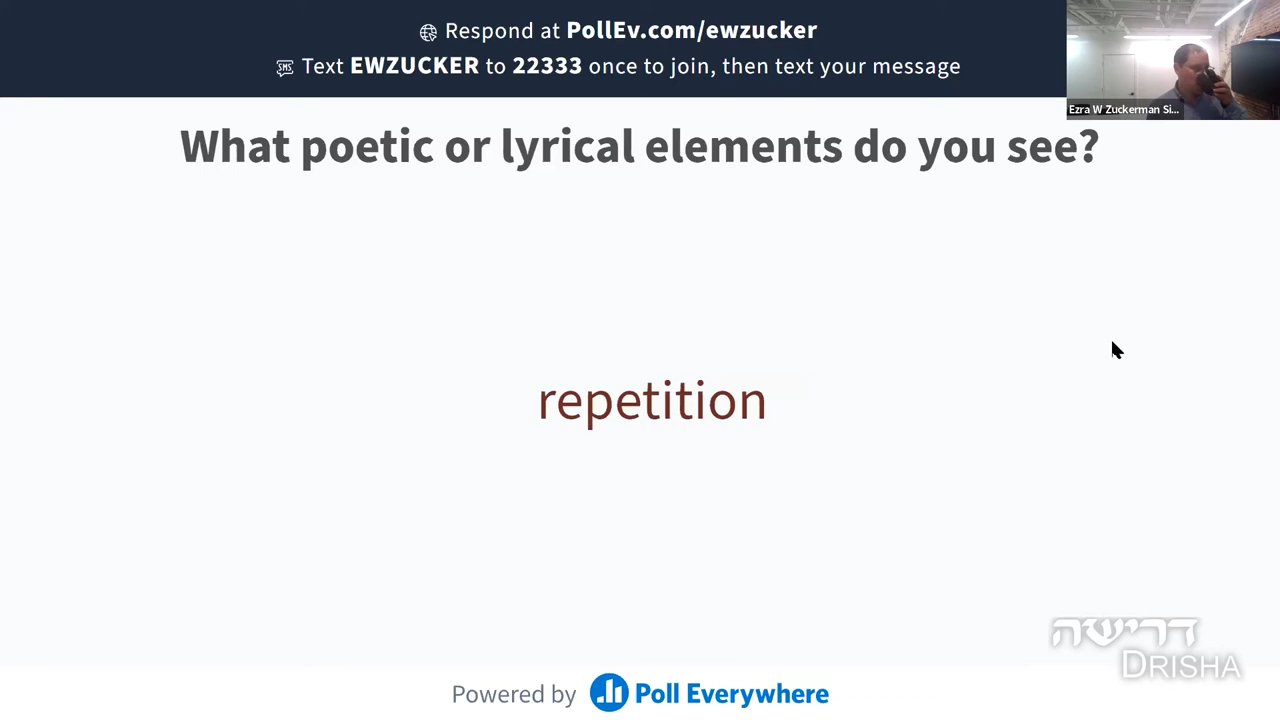 Respond at PollEv.com/ewzucker
Text EWZUCKER to 22333 once to join, then text your message
Ezra W Zuckerman Si...
What poetic or lyrical elements do you see?
repetition
דרישה
DRISHA
Powered by Poll Everywhere